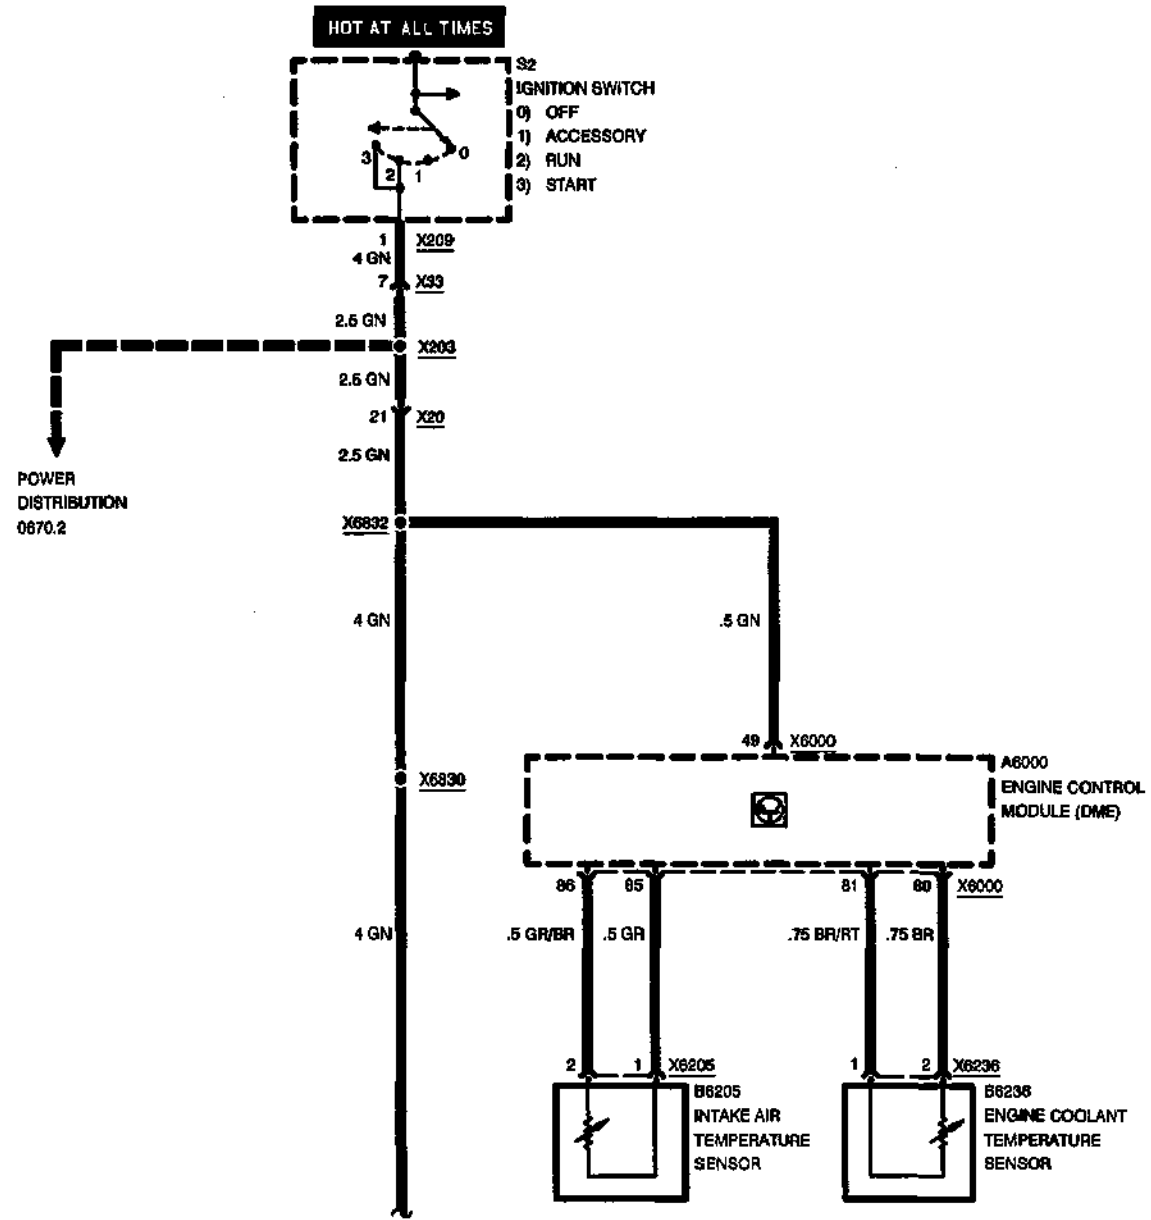 HOT AT ALL TIMES
S2
IGNITION SWITCH
0) OFF
1) ACCESSORY
2) RUN
3) START
3
2
1
0
1 X209
4 GN
7 X33
2.5 GN
X203
2.5 GN
21 X20
2.5 GN
POWER
DISTRIBUTION
0670.2
X6832
4 GN
.5 GN
49 X6000
X6830
A6000
ENGINE CONTROL
MODULE (DME)
86 85 81 80 X6000
4 GN
.5 GR/BR .5 GR .75 BR/RT .75 BR
2 1 X6205
1 2 X6236
B6205
INTAKE AIR
TEMPERATURE
SENSOR
B6236
ENGINE COOLANT
TEMPERATURE
SENSOR